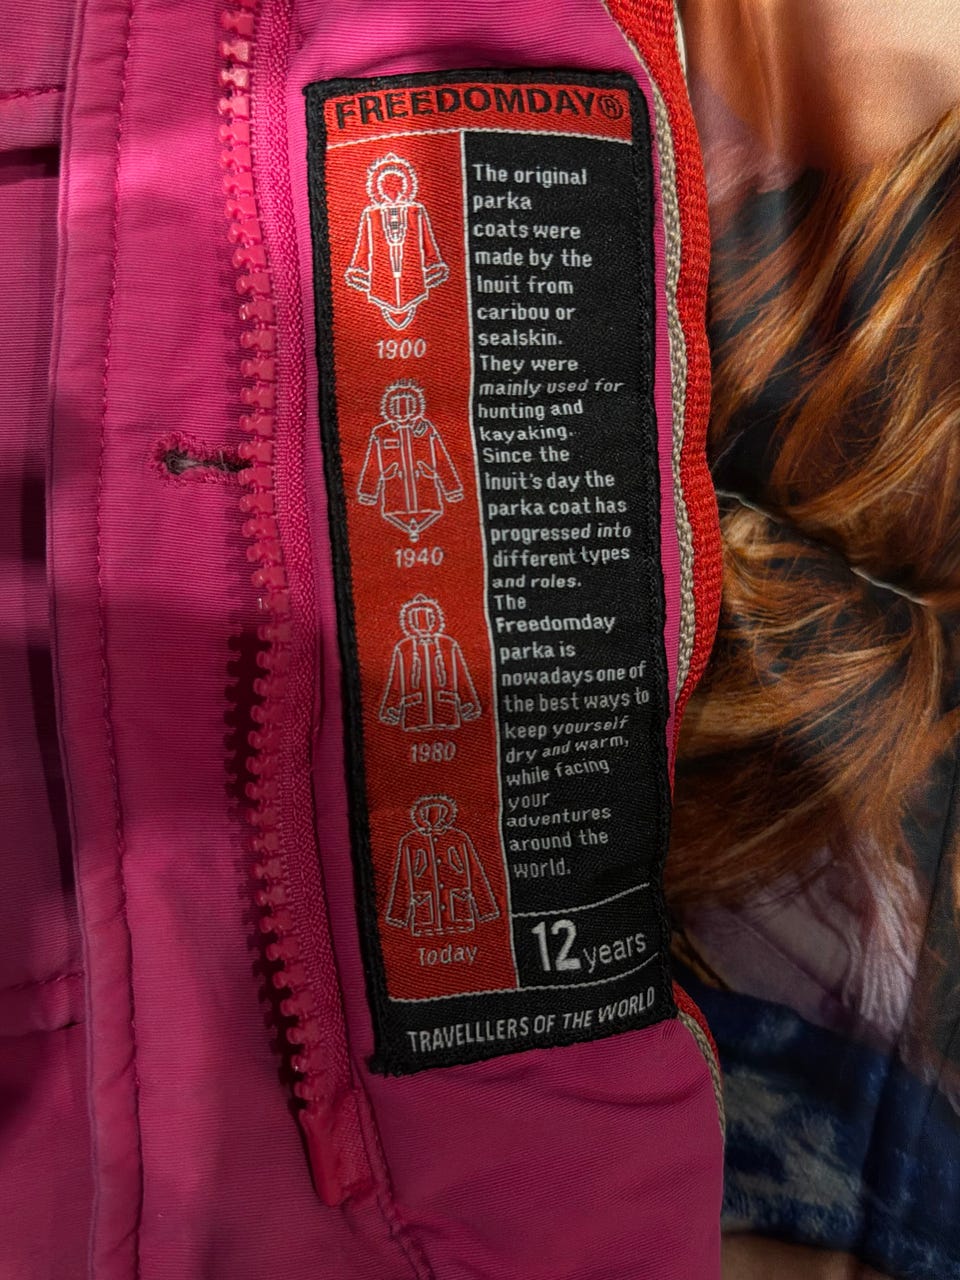 FREEDOMDAY®
1900
1940
1980
Today
The original
parka
coats were
made by the
Inuit from
caribou or
sealskin.
They were
mainly used for
hunting and
kayaking.
Since the
Inuit's day the
parka coat has
progressed into
different types
and roles.
The
Freedomday
parka is
nowadays one of
the best ways to
keep yourself
dry and warm,
while facing
your
adventures
around the
world.
12 years
TRAVELLLERS OF THE WORLD